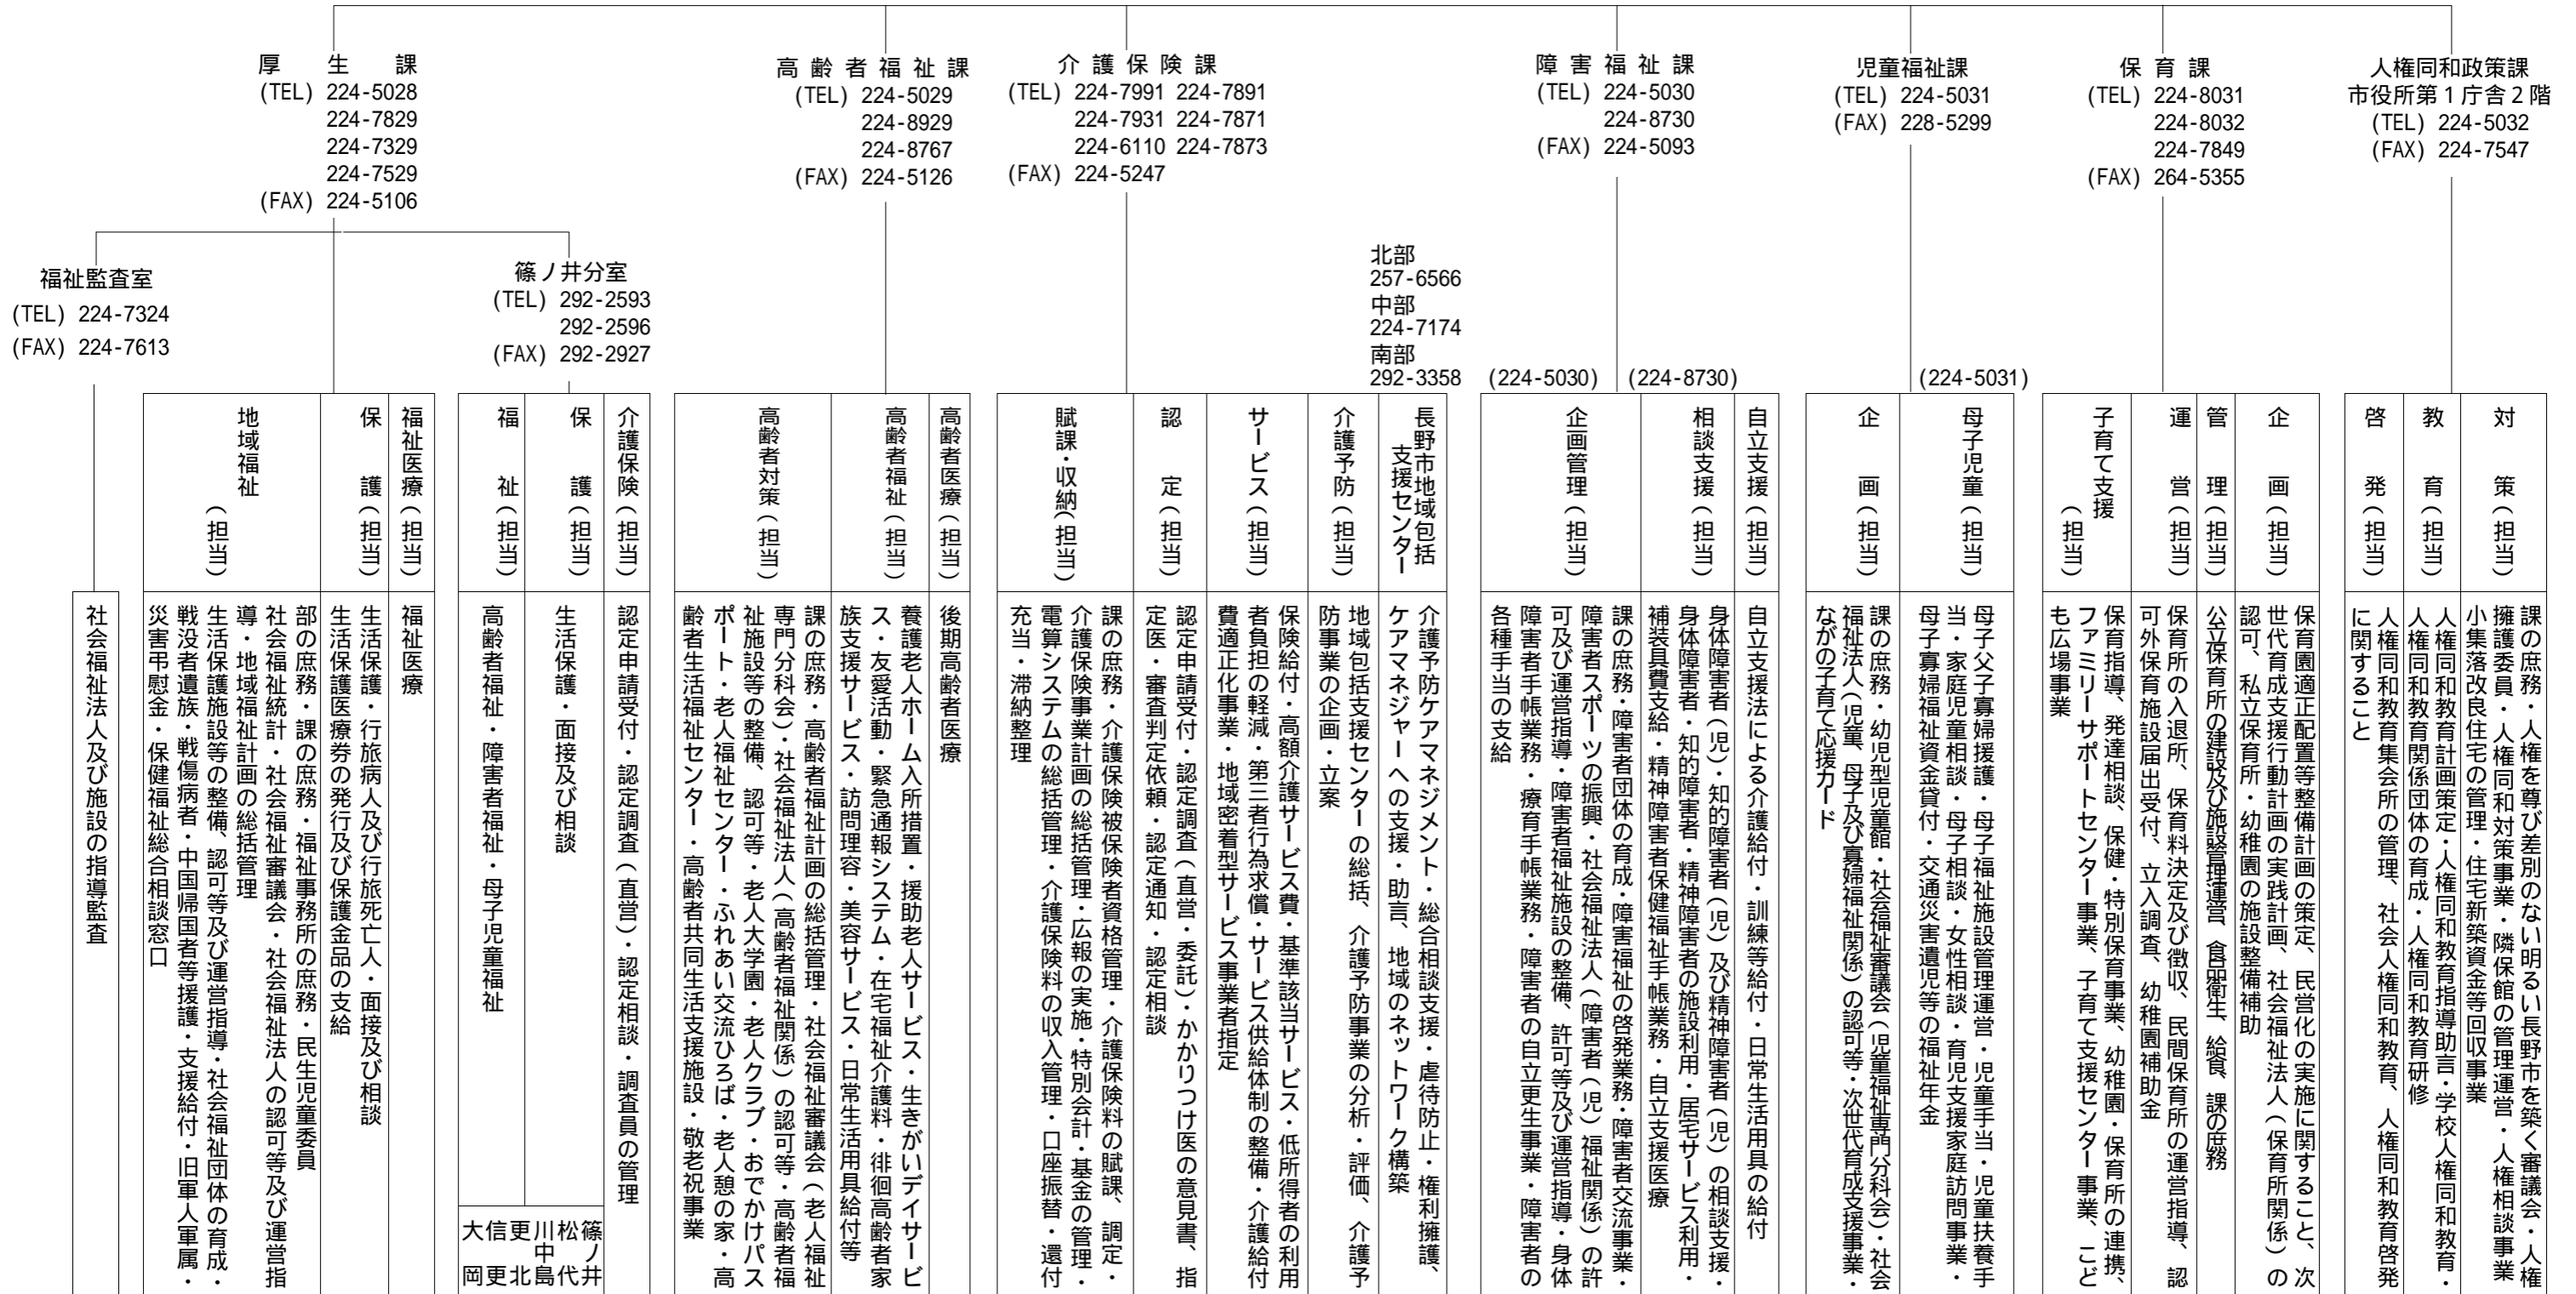 厚生課
(TEL) 224-5028
224-7829
224-7329
224-7529
(FAX) 224-5106
高齢者福祉課
(TEL) 224-5029
224-8929
224-8767
(FAX) 224-5126
介護保険課
(TEL) 224-7991 224-7891
224-7931 224-7871
224-6110 224-7873
(FAX) 224-5247
障害福祉課
(TEL) 224-5030
224-8730
(FAX) 224-5093
児童福祉課
(TEL) 224-5031
(FAX) 228-5299
保育課
(TEL) 224-8031
224-8032
224-7849
(FAX) 264-5355
人権同和政策課
市役所第1庁舎2階
(TEL) 224-5032
(FAX) 224-7547
福祉監査室
(TEL) 224-7324
(FAX) 224-7613
篠ノ井分室
(TEL) 292-2593
292-2596
(FAX) 292-2927
北部
257-6566
中部
224-7174
南部
292-3358
(224-5030)
(224-8730)
(224-5031)
社会福祉法人及び施設の指導監査
地域福祉
(担当)
部の庶務・課の庶務・福祉事務所の庶務・民生児童委員
社会福祉統計・社会福祉審議会・社会福祉法人の認可等及び運営指
導・地域福祉計画の総括管理
生活保護施設等の整備、認可等及び運営指導・社会福祉団体の育成・
戦没者遺族・戦傷病者・中国帰国者等援護・支援給付・旧軍人軍属・
災害弔慰金・保健福祉総合相談窓口
保護(担当)
生活保護・行旅病人及び行旅死亡人・面接及び相談
生活保護医療券の発行及び保護金品の支給
福祉医療(担当)
福祉医療
福祉(担当)
高齢者福祉・障害者福祉・母子児童福祉
保護(担当)
生活保護・面接及び相談
篠ノ井
松代
川中島
更北
信更
大岡
介護保険(担当)
認定申請受付・認定調査(直営)・認定相談・調査員の管理
高齢者対策(担当)
課の庶務・高齢者福祉計画の総括管理・社会福祉審議会(老人福祉
専門分科会)・社会福祉法人(高齢者福祉関係)の認可等・高齢者福
祉施設等の整備、認可等・老人大学園・老人クラブ・おでかけパス
ポート・老人福祉センター・ふれあい交流ひろば・老人憩の家・高
齢者生活福祉センター・高齢者共同生活支援施設・敬老祝事業
高齢者福祉(担当)
養護老人ホーム入所措置・援助老人サービス・生きがいデイサービ
ス・友愛活動・緊急通報システム・在宅福祉介護料・徘徊高齢者家
族支援サービス・訪問理容・美容サービス・日常生活用具給付等
高齢者医療(担当)
後期高齢者医療
賦課・収納(担当)
課の庶務・介護保険被保険者資格管理・介護保険料の賦課、調定・
介護保険事業計画の総括管理・広報の実施・特別会計・基金の管理・
電算システムの総括管理・介護保険料の収入管理・口座振替・還付
充当・滞納整理
認定(担当)
認定申請受付・認定調査(直営・委託)・かかりつけ医の意見書、指
定医・審査判定依頼・認定通知・認定相談
サービス(担当)
保険給付・高額介護サービス費・基準該当サービス・低所得者の利用
者負担の軽減・第三者行為求償・サービス供給体制の整備・介護給付
費適正化事業・地域密着型サービス事業者指定
介護予防(担当)
地域包括支援センターの総括、介護予防事業の分析・評価、介護予
防事業の企画・立案
長野市地域包括
支援センター
介護予防ケアマネジメント・総合相談支援・虐待防止・権利擁護、
ケアマネジャーへの支援・助言、地域のネットワーク構築
企画管理(担当)
課の庶務・障害者団体の育成・障害福祉の啓発業務・障害者交流事業・
障害者スポーツの振興・社会福祉法人(障害者(児)福祉関係)の許
可及び運営指導・障害者福祉施設の整備、許可等及び運営指導・身体
障害者手帳業務・療育手帳業務・障害者の自立更生事業・障害者の
各種手当の支給
相談支援(担当)
身体障害者(児)・知的障害者(児)及び精神障害者(児)の相談支援・
身体障害者・知的障害者・精神障害者の施設利用・居宅サービス利用・
補装具費支給・精神障害者保健福祉手帳業務・自立支援医療
自立支援(担当)
自立支援法による介護給付・訓練等給付・日常生活用具の給付
企画(担当)
課の庶務・幼児型児童館・社会福祉審議会(児童福祉専門分科会)・社会
福祉法人(児童、母子及び寡婦福祉関係)の認可等・次世代育成支援事業・
ながの子育て応援カード
母子児童(担当)
母子父子寡婦援護・母子福祉施設管理運営・児童手当・児童扶養手
当・家庭児童相談・母子相談・女性相談・育児支援家庭訪問事業・
母子寡婦福祉資金貸付・交通災害遺児等の福祉年金
子育て支援
(担当)
保育指導、発達相談、保健・特別保育事業、幼稚園・保育所の連携、
ファミリーサポートセンター事業、子育て支援センター事業、こど
も広場事業
運営(担当)
保育所の入退所、保育料決定及び徴収、民間保育所の運営指導、認
可外保育施設届出受付、立入調査、幼稚園補助金
管理(担当)
公立保育所の建設及び施設管理運営、食品衛生、給食、課の庶務
企画(担当)
保育園適正配置等整備計画の策定、民営化の実施に関すること、次
世代育成支援行動計画の実践計画、社会福祉法人(保育所関係)の
認可、私立保育所・幼稚園の施設整備補助
啓発(担当)
人権同和教育集会所の管理、社会人権同和教育、人権同和教育啓発
に関すること
教育(担当)
人権同和教育計画策定・人権同和教育指導助言・学校人権同和教育・
人権同和教育関係団体の育成・人権同和教育研修
対策(担当)
課の庶務・人権を尊び差別のない明るい長野市を築く審議会・人権
擁護委員・人権同和対策事業・隣保館の管理運営・人権相談事業
小集落改良住宅の管理・住宅新築資金等回収事業